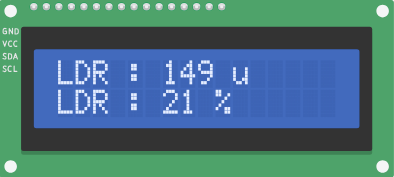 GND
VCC
SDA
SCL
LDR : 149 u
LDR : 21 %